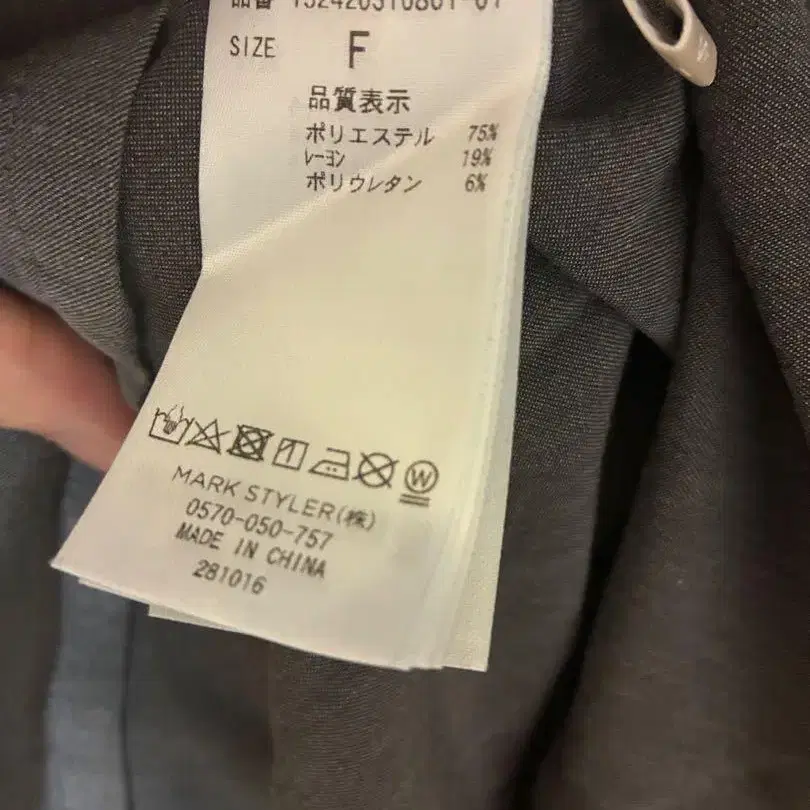 SIZE F
品質表示
ポリエステル 75%
レーヨン 19%
ポリウレタン 6%
MARK STYLER(株)
0570-050-757
MADE IN CHINA
281016